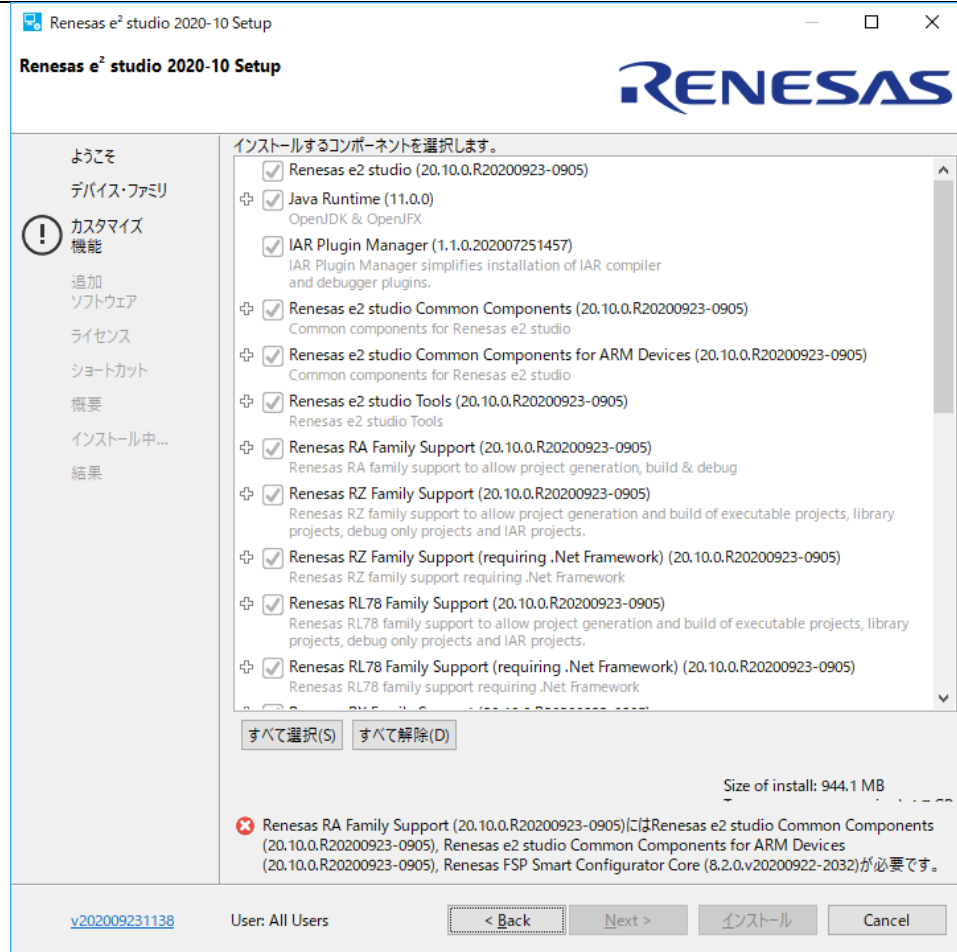 Renesas e² studio 2020-10 Setup
Renesas e² studio 2020-10 Setup
RENESAS
ようこそ
デバイス・ファミリ
カスタマイズ
機能
追加
ソフトウェア
ライセンス
ショートカット
概要
インストール中...
結果
インストールするコンポーネントを選択します。
Renesas e2 studio (20.10.0.R20200923-0905)
Java Runtime (11.0.0)
OpenJDK & OpenJFX
IAR Plugin Manager (1.1.0.202007251457)
IAR Plugin Manager simplifies installation of IAR compiler
and debugger plugins.
Renesas e2 studio Common Components (20.10.0.R20200923-0905)
Common components for Renesas e2 studio
Renesas e2 studio Common Components for ARM Devices (20.10.0.R20200923-0905)
Common components for Renesas e2 studio
Renesas e2 studio Tools (20.10.0.R20200923-0905)
Renesas e2 studio Tools
Renesas RA Family Support (20.10.0.R20200923-0905)
Renesas RA family support to allow project generation, build & debug
Renesas RZ Family Support (20.10.0.R20200923-0905)
Renesas RZ family support to allow project generation and build of executable projects, library
projects, debug only projects and IAR projects.
Renesas RZ Family Support (requiring .Net Framework) (20.10.0.R20200923-0905)
Renesas RZ family support requiring .Net Framework
Renesas RL78 Family Support (20.10.0.R20200923-0905)
Renesas RL78 family support to allow project generation and build of executable projects, library
projects, debug only projects and IAR projects.
Renesas RL78 Family Support (requiring .Net Framework) (20.10.0.R20200923-0905)
Renesas RL78 family support requiring .Net Framework
すべて選択(S) すべて解除(D)
Size of install: 944.1 MB
Renesas RA Family Support (20.10.0.R20200923-0905)にはRenesas e2 studio Common Components
(20.10.0.R20200923-0905), Renesas e2 studio Common Components for ARM Devices
(20.10.0.R20200923-0905), Renesas FSP Smart Configurator Core (8.2.0.v20200922-2032)が必要です。
v202009231138 User: All Users < Back Next > インストール Cancel